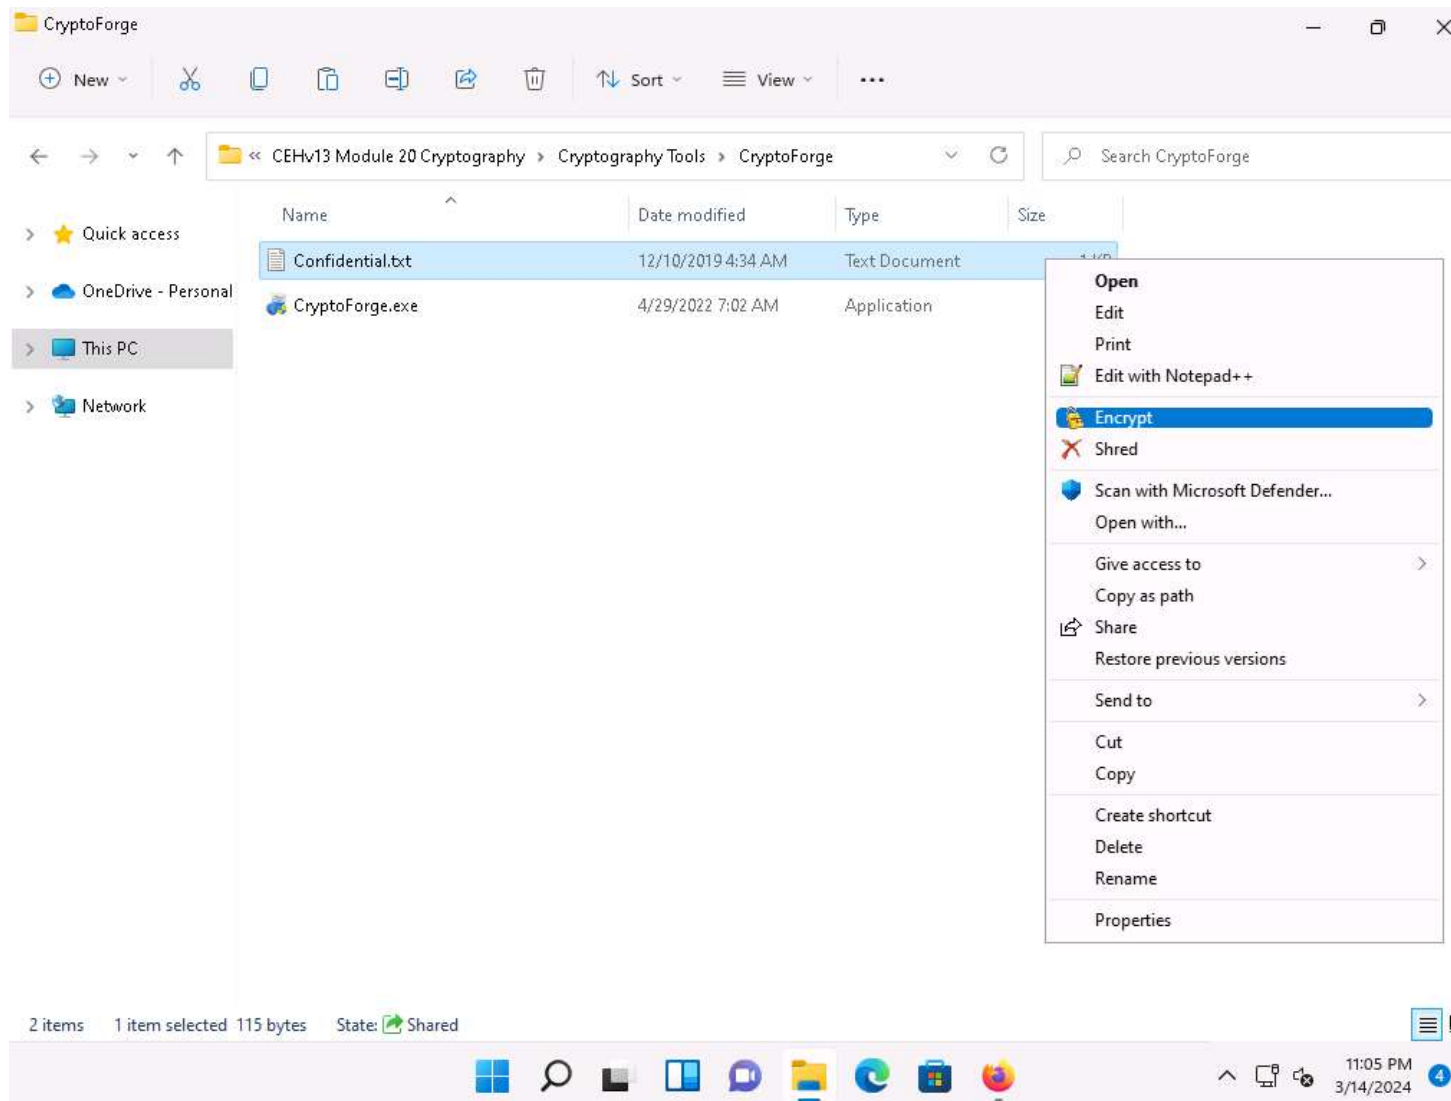 CryptoForge
New
Sort
View
« CEHv13 Module 20 Cryptography > Cryptography Tools > CryptoForge
Search CryptoForge
Name Date modified Type Size
Quick access
OneDrive - Personal
This PC
Network
Confidential.txt 12/10/2019 4:34 AM Text Document 1 KB
CryptoForge.exe 4/29/2022 7:02 AM Application
Open
Edit
Print
Edit with Notepad++
Encrypt
Shred
Scan with Microsoft Defender...
Open with...
Give access to
Copy as path
Share
Restore previous versions
Send to
Cut
Copy
Create shortcut
Delete
Rename
Properties
2 items 1 item selected 115 bytes State: Shared
11:05 PM
3/14/2024
4